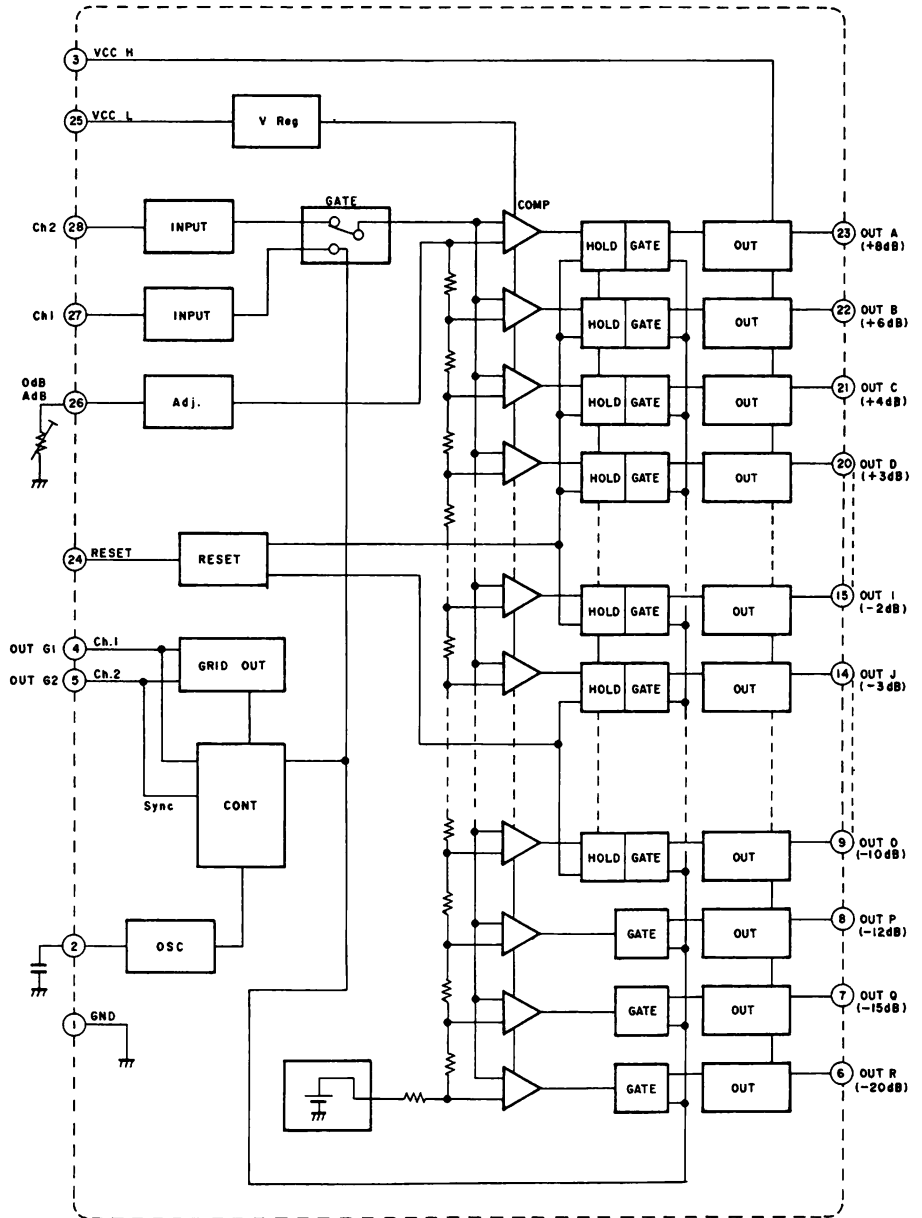 3 VCC H
25 VCC L
V Reg
GATE
COMP
Ch2 28 INPUT
HOLD GATE OUT 23 OUT A
(+8dB)
Ch1 27 INPUT
HOLD GATE OUT 22 OUT B
(+6dB)
0dB
AdB 26 Adj.
HOLD GATE OUT 21 OUT C
(+4dB)
HOLD GATE OUT 20 OUT D
(+3dB)
24 RESET RESET
HOLD GATE OUT 15 OUT I
(-2dB)
OUT G1 4 Ch.1
GRID OUT
OUT G2 5 Ch.2
HOLD GATE OUT 14 OUT J
(-3dB)
Sync CONT
HOLD GATE OUT 9 OUT O
(-10dB)
2 OSC
GATE OUT 8 OUT P
(-12dB)
1 GND
GATE OUT 7 OUT Q
(-15dB)
GATE OUT 6 OUT R
(-20dB)